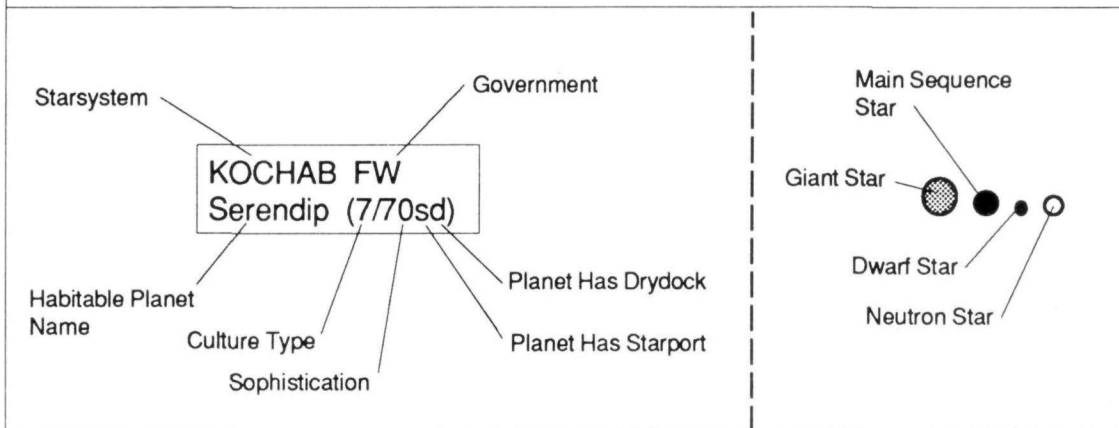 Starsystem
Government
KOCHAB FW
Serendip (7/70sd)
Habitable Planet
Name
Culture Type
Sophistication
Planet Has Drydock
Planet Has Starport
Main Sequence
Star
Giant Star
Dwarf Star
Neutron Star